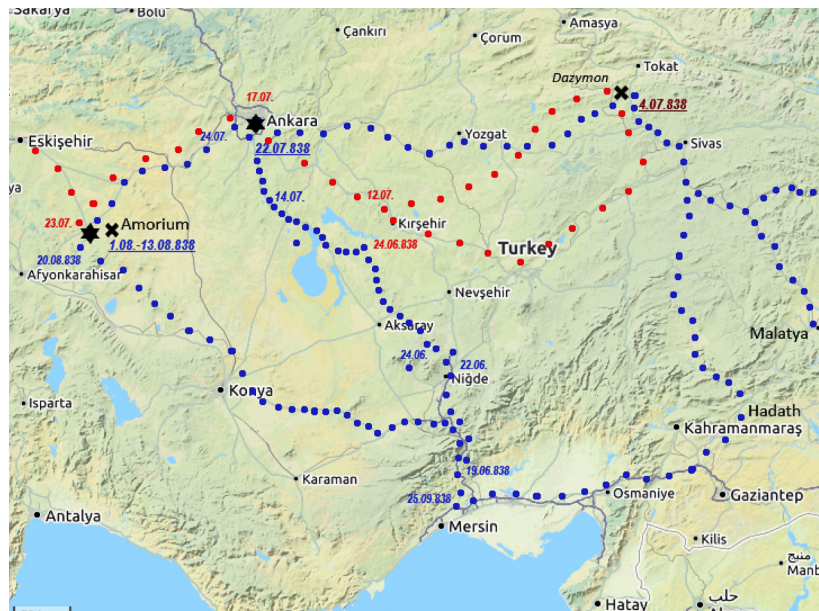 Sakarya
Bolu
Çankırı
Çorum
Amasya
Tokat
Dazymon
4.07.838
17.07.
Ankara
22.07.838
24.07.
Eskişehir
Yozgat
Sivas
14.07.
12.07.
Kırşehir
24.06.838
Turkey
23.07.
Amorium
1.08.-13.08.838
20.08.838
Afyonkarahisar
Nevşehir
Aksaray
24.06.
22.06.
Niğde
Malatya
Konya
Isparta
Hadath
Kahramanmaraş
Karaman
19.06.838
25.09.838
Osmaniye
Gaziantep
Antalya
Mersin
Kilis
منبج
Mant
Hatay
حلب